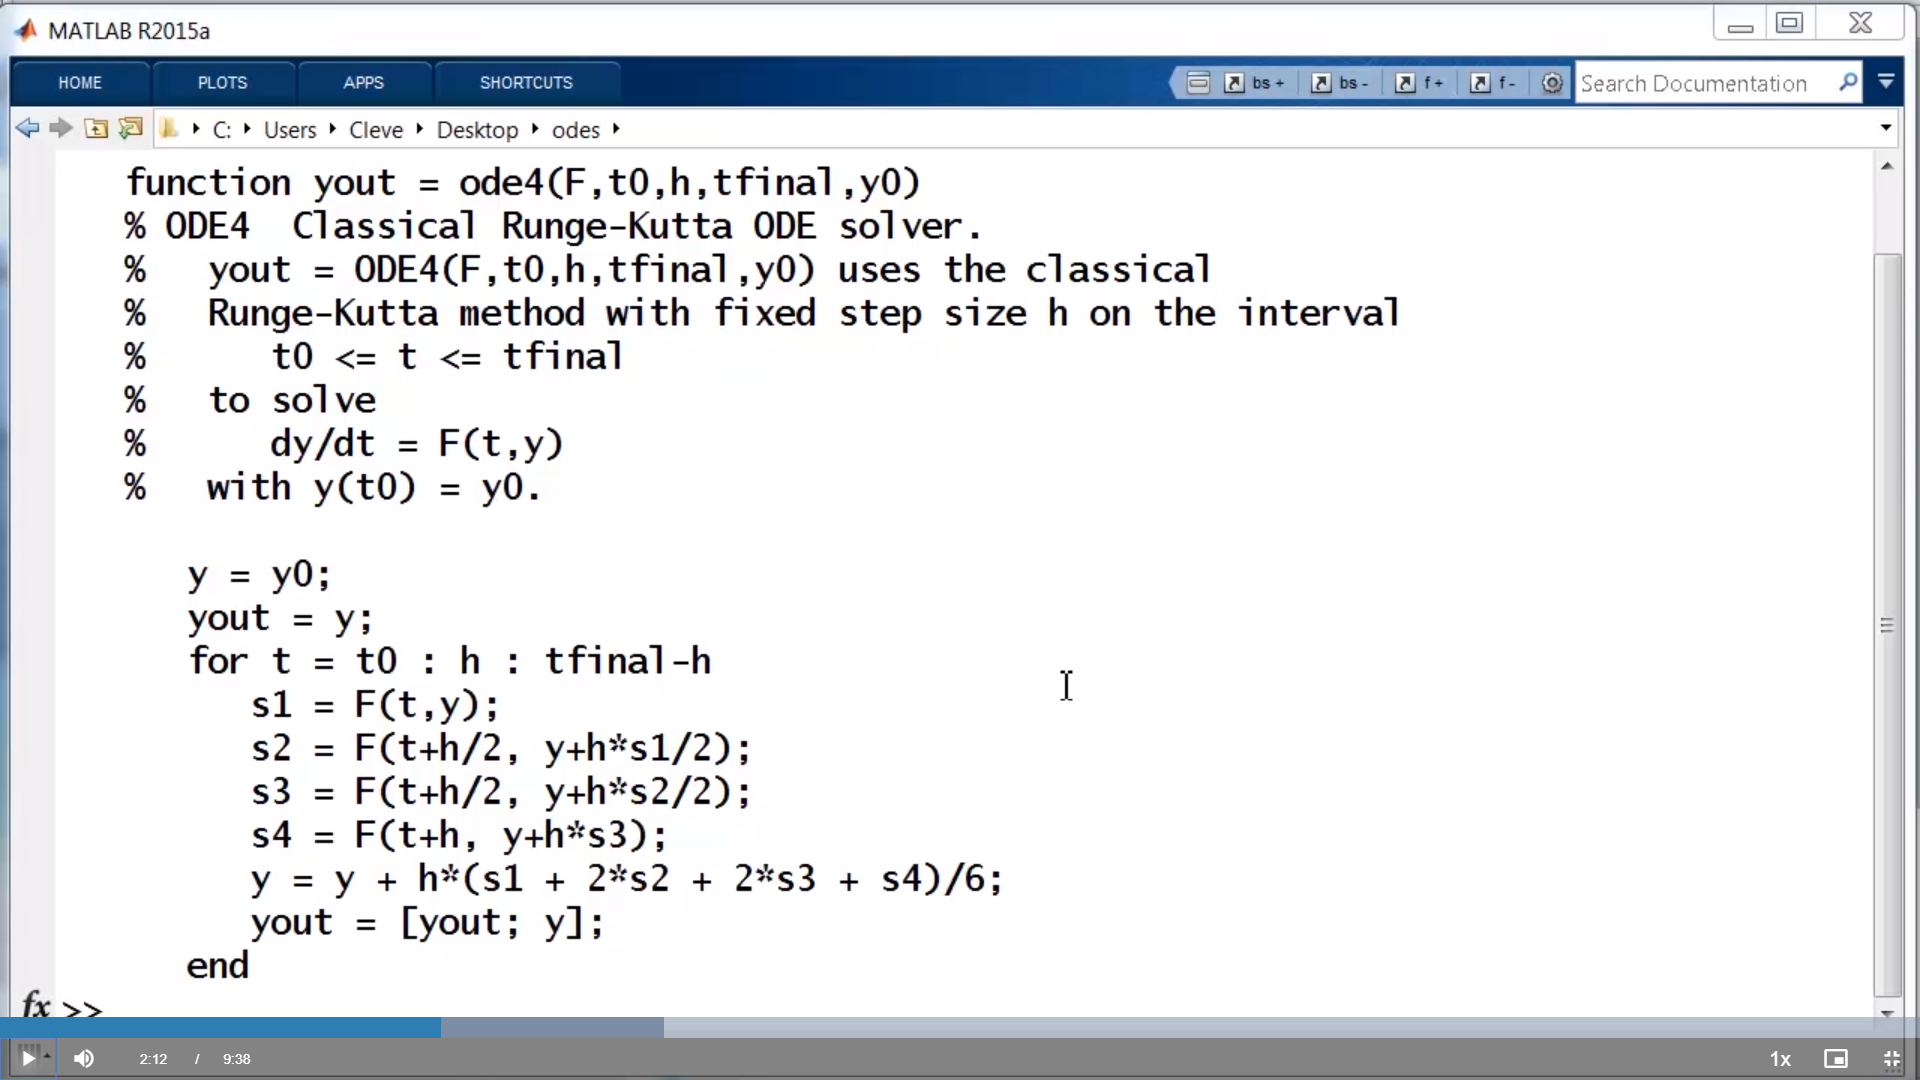 MATLAB R2015a
HOME PLOTS APPS SHORTCUTS bs + bs - f + f - Search Documentation
C: Users Cleve Desktop odes
function yout = ode4(F,t0,h,tfinal,y0)
% ODE4  Classical Runge-Kutta ODE solver.
%   yout = ODE4(F,t0,h,tfinal,y0) uses the classical
%   Runge-Kutta method with fixed step size h on the interval
%      t0 <= t <= tfinal
%   to solve
%      dy/dt = F(t,y)
%   with y(t0) = y0.
y = y0;
yout = y;
for t = t0 : h : tfinal-h
s1 = F(t,y);
s2 = F(t+h/2, y+h*s1/2);
s3 = F(t+h/2, y+h*s2/2);
s4 = F(t+h, y+h*s3);
y = y + h*(s1 + 2*s2 + 2*s3 + s4)/6;
yout = [yout; y];
end
fx >>
2:12 / 9:38 1x